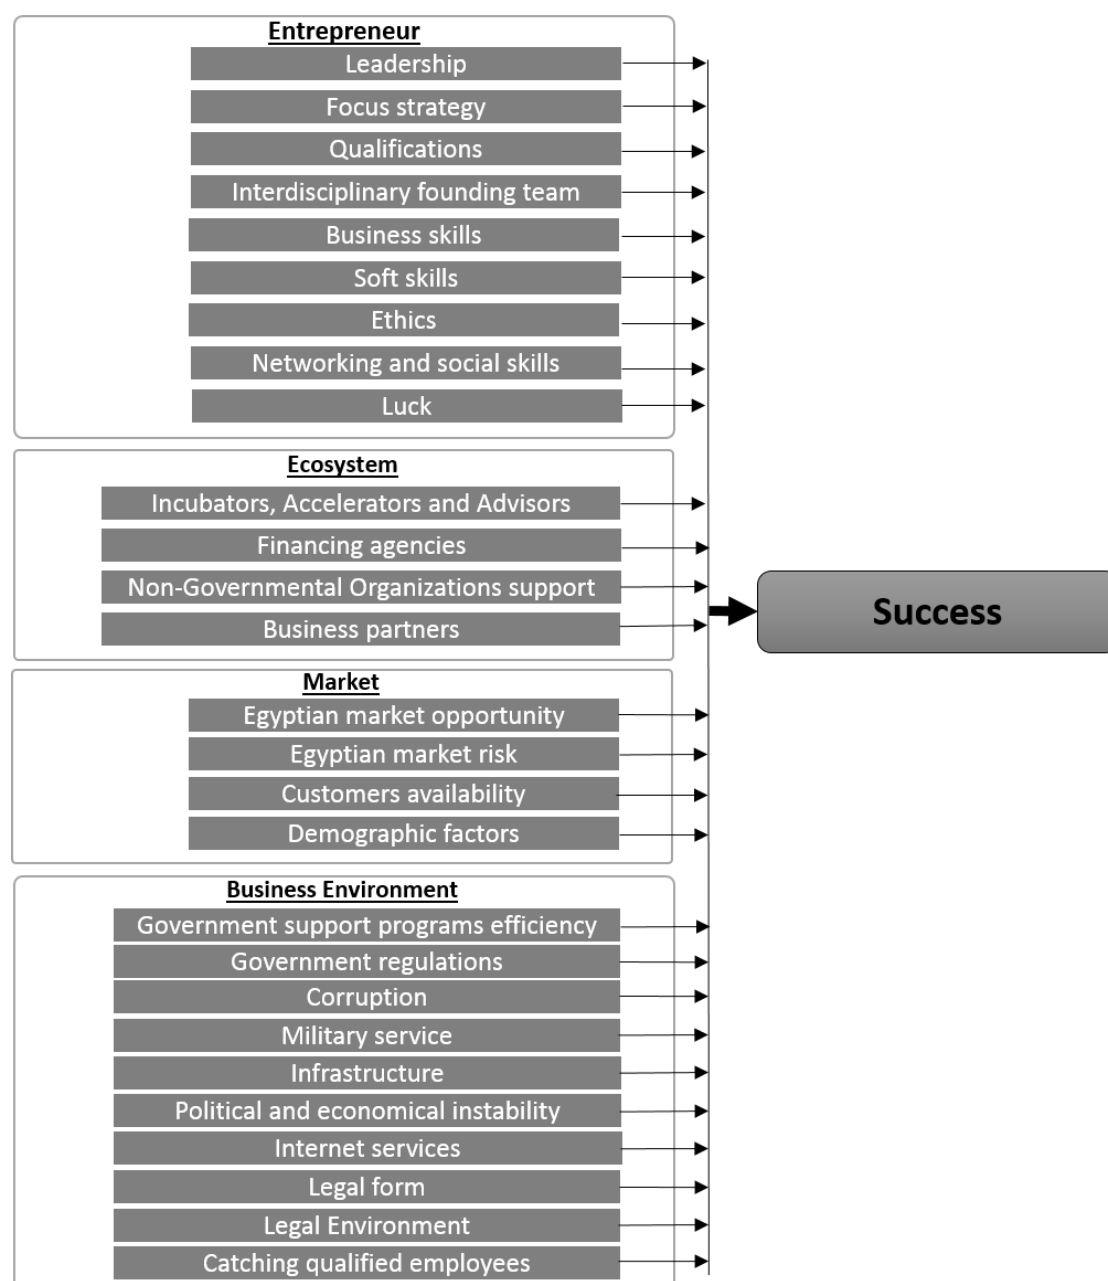 Entrepreneur
Leadership
Focus strategy
Qualifications
Interdisciplinary founding team
Business skills
Soft skills
Ethics
Networking and social skills
Luck
Ecosystem
Incubators, Accelerators and Advisors
Financing agencies
Non-Governmental Organizations support
Business partners
Success
Market
Egyptian market opportunity
Egyptian market risk
Customers availability
Demographic factors
Business Environment
Government support programs efficiency
Government regulations
Corruption
Military service
Infrastructure
Political and economical instability
Internet services
Legal form
Legal Environment
Catching qualified employees